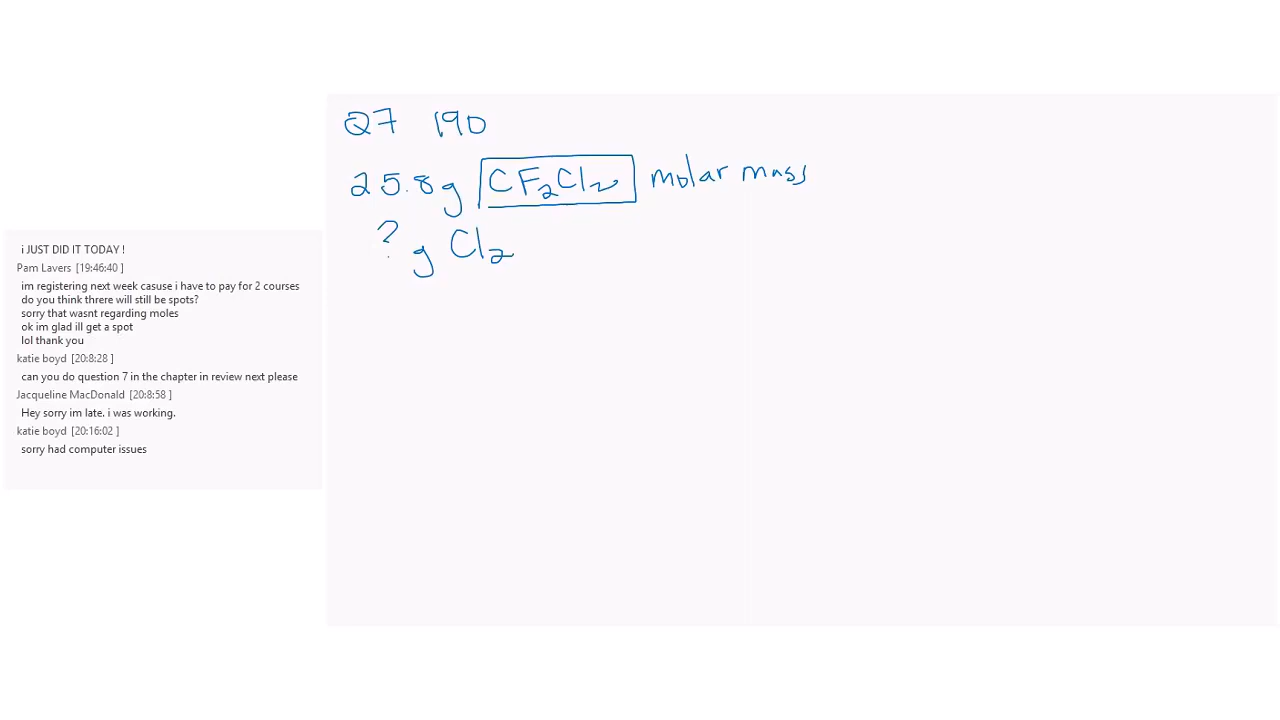 i JUST DID IT TODAY !
Pam Lavers [19:46:40 ]
im registering next week casuse i have to pay for 2 courses
do you think threre will still be spots?
sorry that wasnt regarding moles
ok im glad ill get a spot
lol thank you
katie boyd [20:8:28 ]
can you do question 7 in the chapter in review next please
Jacqueline MacDonald [20:8:58 ]
Hey sorry im late. i was working.
katie boyd [20:16:02 ]
sorry had computer issues
Q7 190
25.8g CF₂Cl₂ molar mass
? g Cl₂